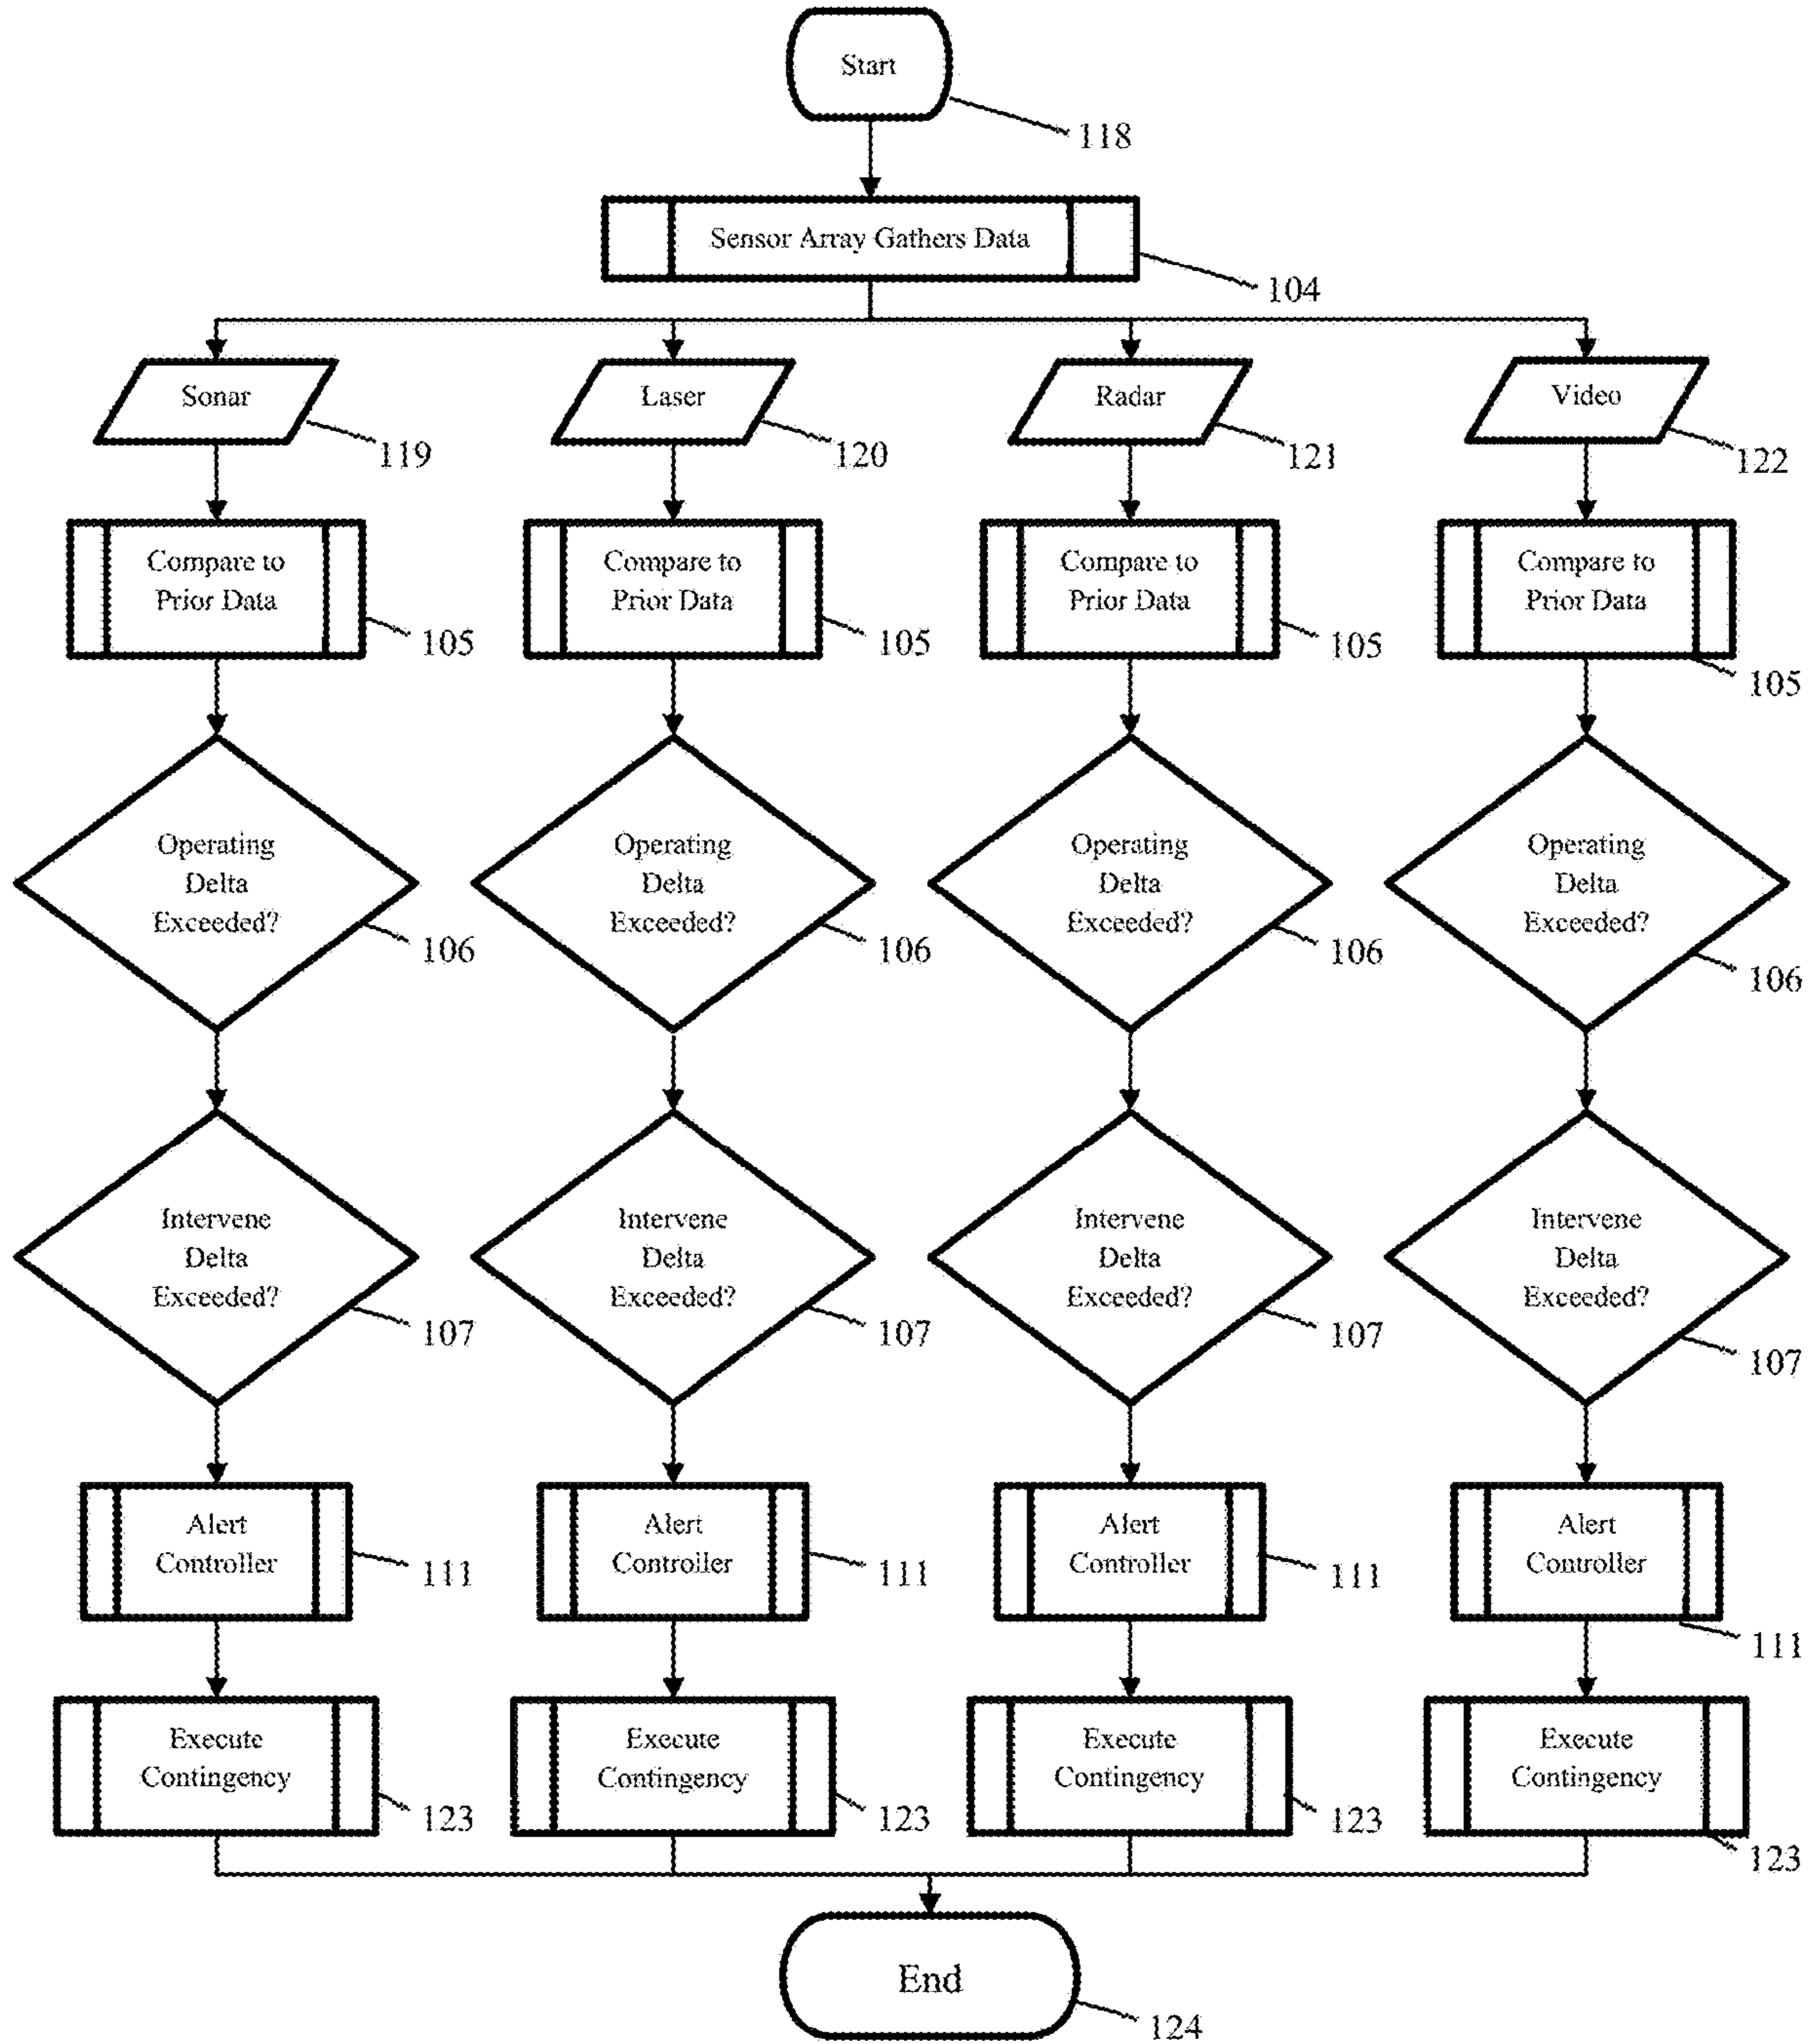 Start
118
Sensor Array Gathers Data
104
Sonar
119
Laser
120
Radar
121
Video
122
Compare to
Prior Data
105
Compare to
Prior Data
105
Compare to
Prior Data
105
Compare to
Prior Data
105
Operating
Delta
Exceeded?
106
Operating
Delta
Exceeded?
106
Operating
Delta
Exceeded?
106
Operating
Delta
Exceeded?
106
Intervene
Delta
Exceeded?
107
Intervene
Delta
Exceeded?
107
Intervene
Delta
Exceeded?
107
Intervene
Delta
Exceeded?
107
Alert
Controller
111
Alert
Controller
111
Alert
Controller
111
Alert
Controller
111
Execute
Contingency
123
Execute
Contingency
123
Execute
Contingency
123
Execute
Contingency
123
End
124